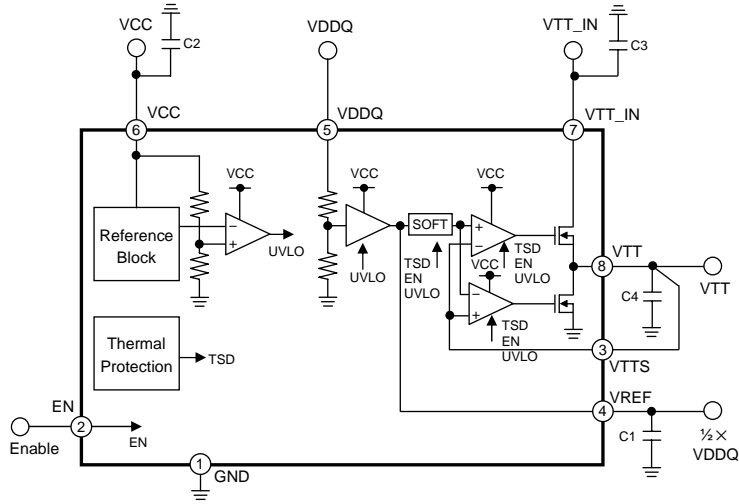 VCC
C2
VDDQ
VTT_IN
C3
VCC
6
VDDQ
5
VTT_IN
7
VCC
VCC
VCC
Reference
Block
−
+
UVLO
UVLO
SOFT
+
−
TSD
EN
UVLO
TSD
EN
UVLO
VCC
−
+
TSD
EN
UVLO
8
VTT
C4
VTT
Thermal
Protection
TSD
3
VTTS
EN
2
Enable
EN
VREF
4
C1
½×
VDDQ
1
GND